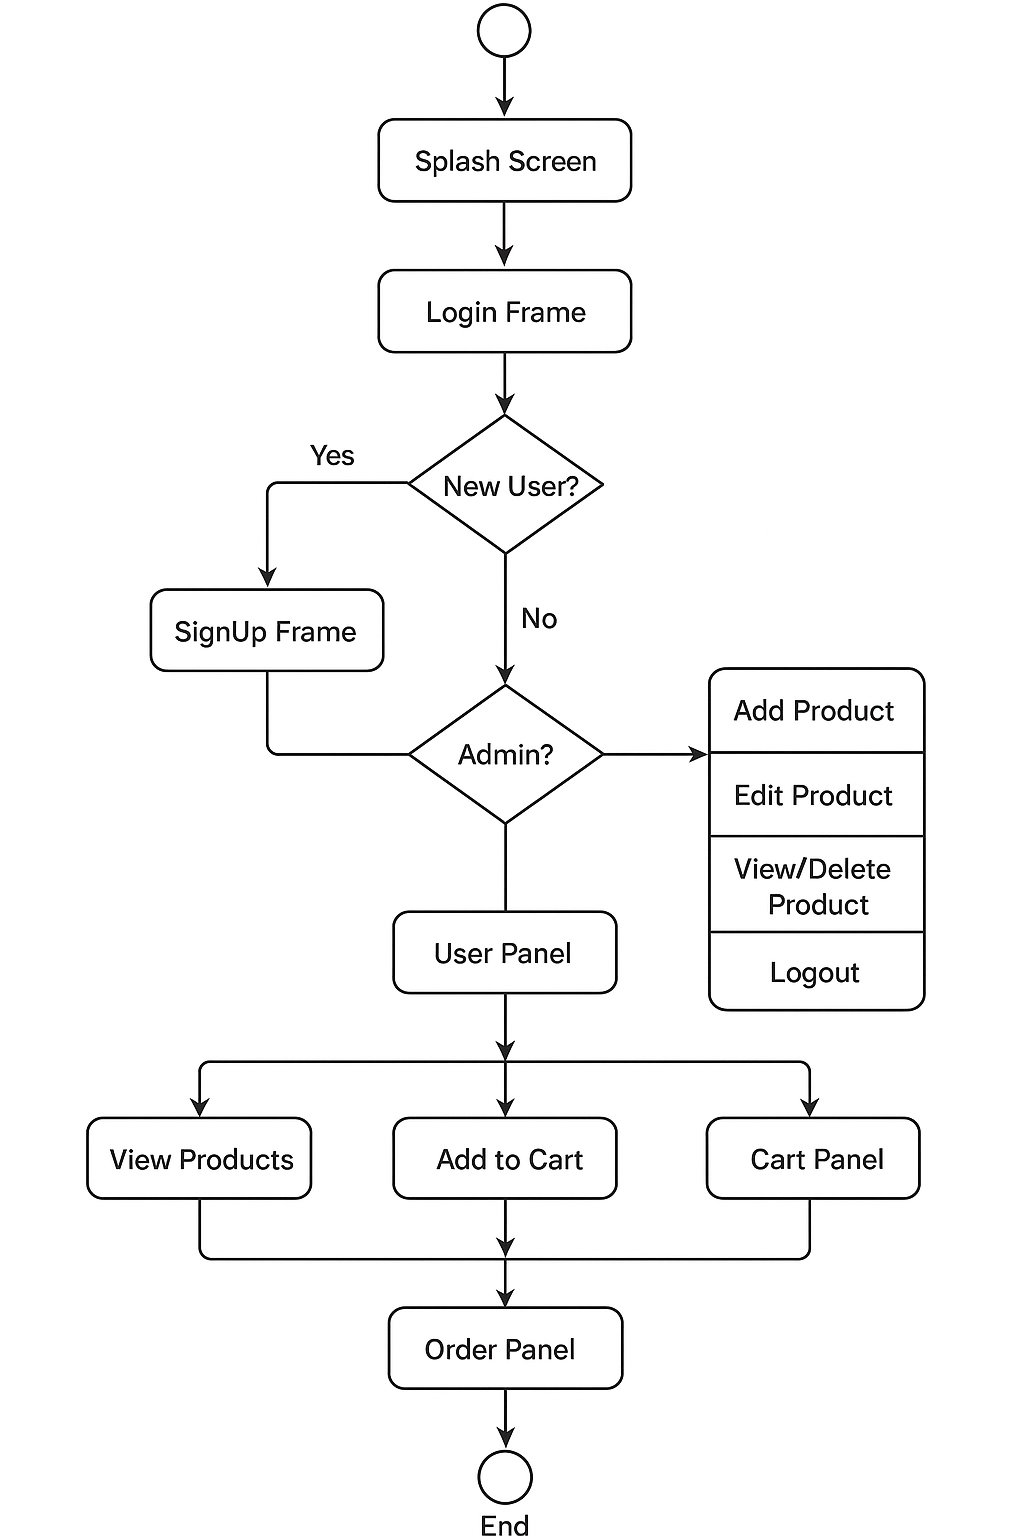 Splash Screen
Login Frame
Yes
New User?
SignUp Frame
No
Admin?
Add Product
Edit Product
View/Delete
Product
Logout
User Panel
View Products
Add to Cart
Cart Panel
Order Panel
End